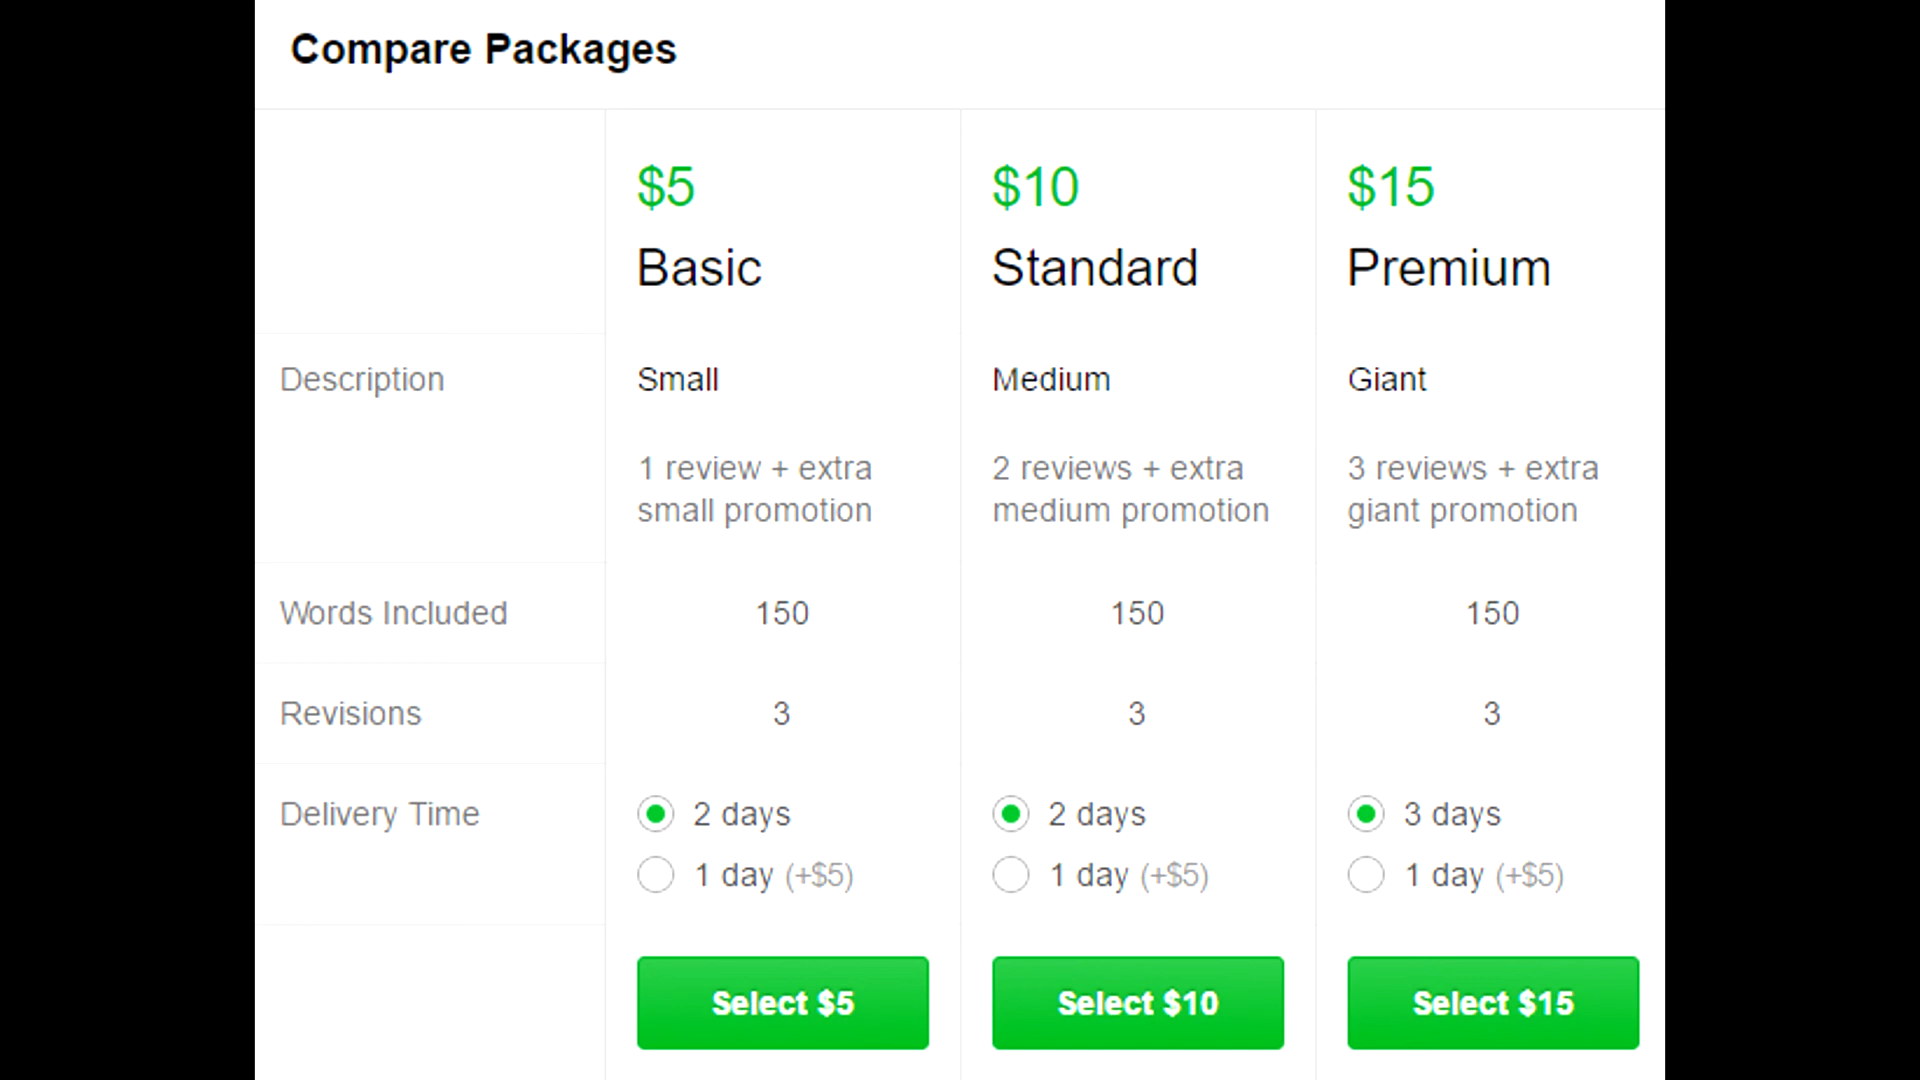 Compare Packages
$5 $10 $15
Basic Standard Premium
Description Small Medium Giant
1 review + extra 2 reviews + extra 3 reviews + extra
small promotion medium promotion giant promotion
Words Included 150 150 150
Revisions 3 3 3
Delivery Time 2 days 2 days 3 days
1 day (+$5) 1 day (+$5) 1 day (+$5)
Select $5 Select $10 Select $15